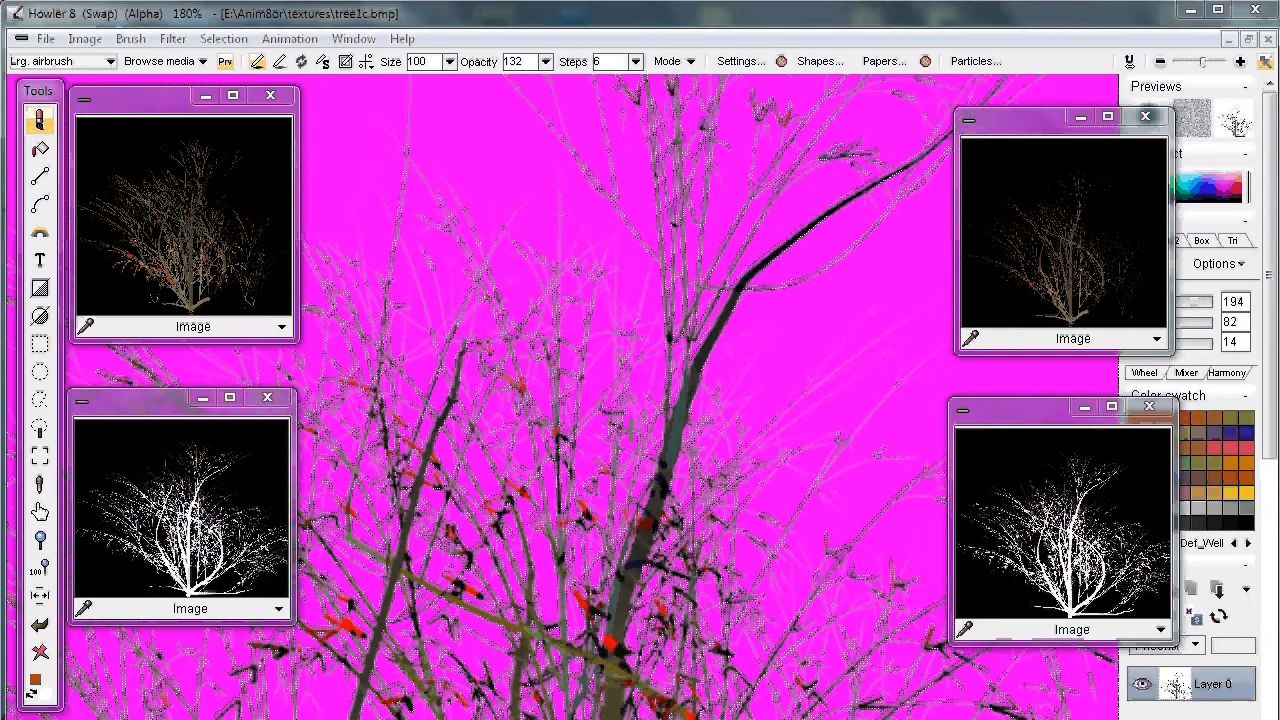 Howler 8 (Swap) (Alpha) 180% - [E:\Anim8or\textures\tree1c.bmp]
File Image Brush Filter Selection Animation Window Help
Lrg. airbrush Browse media Prv Size 100 Opacity 132 Steps 6 Mode Settings... Shapes... Papers... Particles...
Tools
Previews
T
2 Box Tri
Options
194
82
14
Image
Image
Wheel Mixer Harmony
Color swatch
Def_Well
100
Image
Image
Layer 0